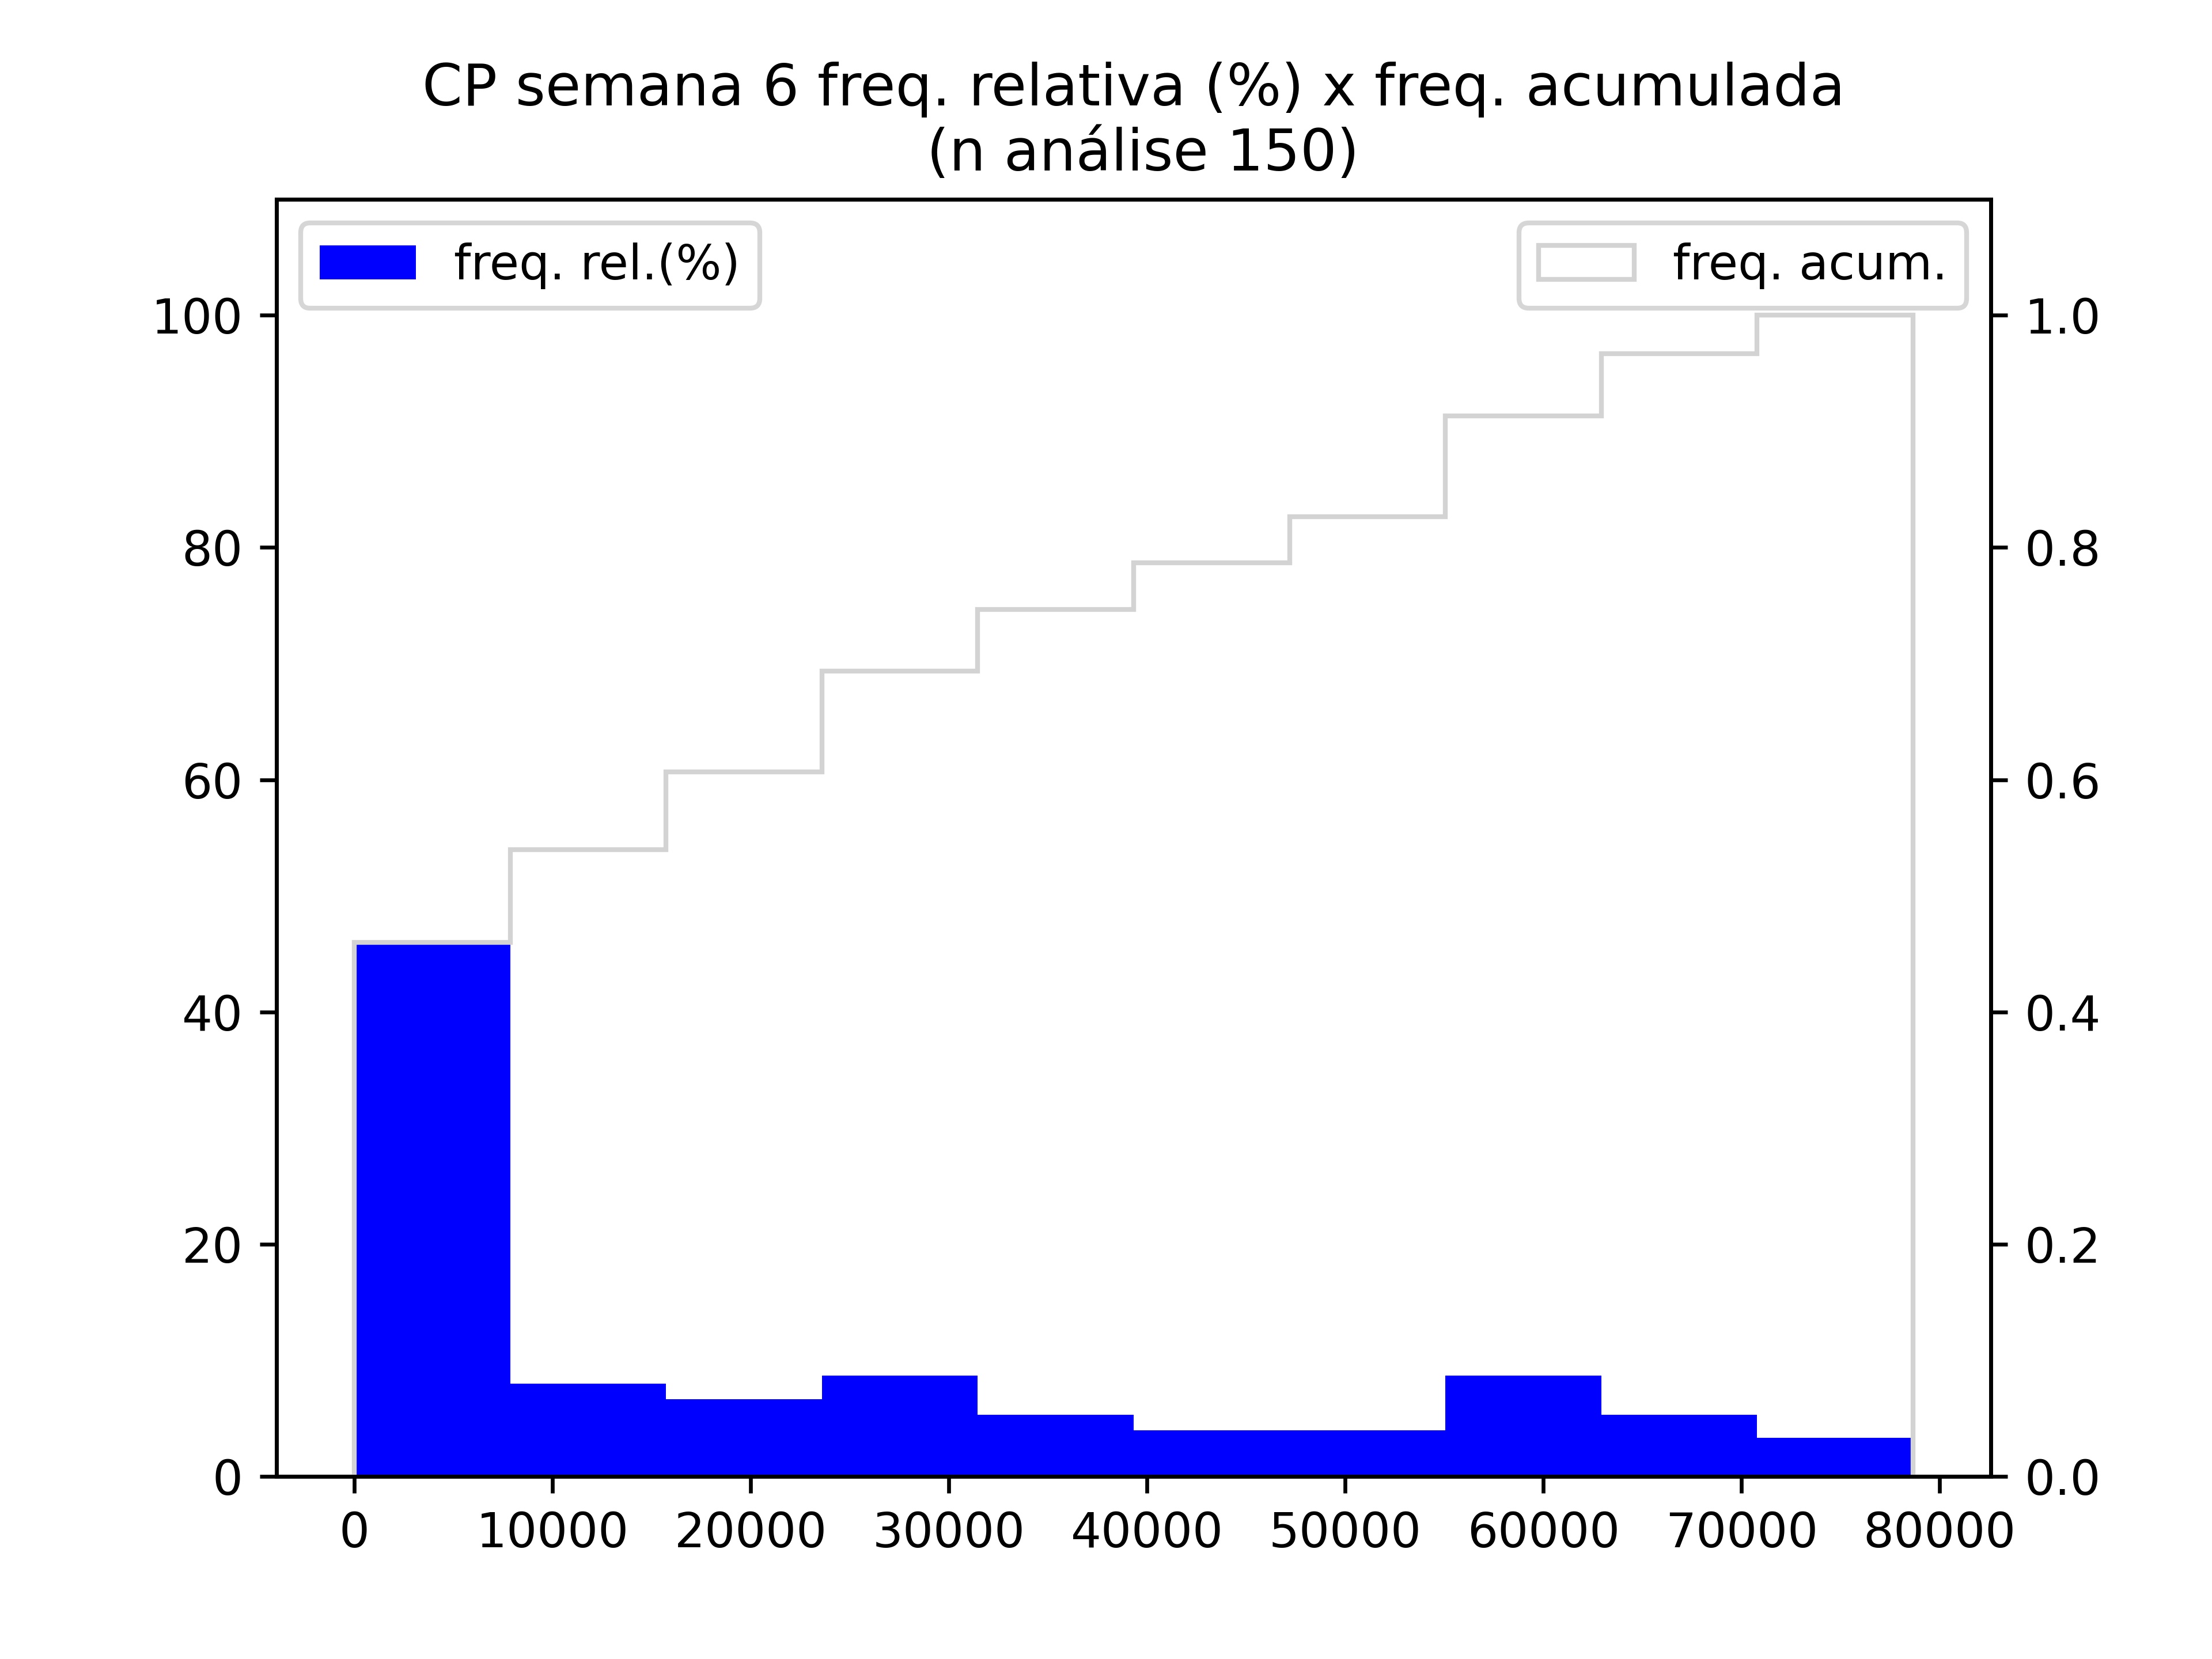 CP semana 6 freq. relativa (%) x freq. acumulada
(n análise 150)
freq. rel.(%)
freq. acum.
100
80
60
40
20
0
1.0
0.8
0.6
0.4
0.2
0.0
0 10000 20000 30000 40000 50000 60000 70000 80000